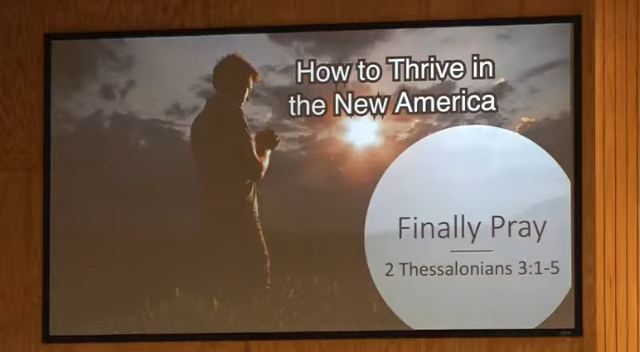 How to Thrive in
the New America
Finally Pray
2 Thessalonians 3:1-5